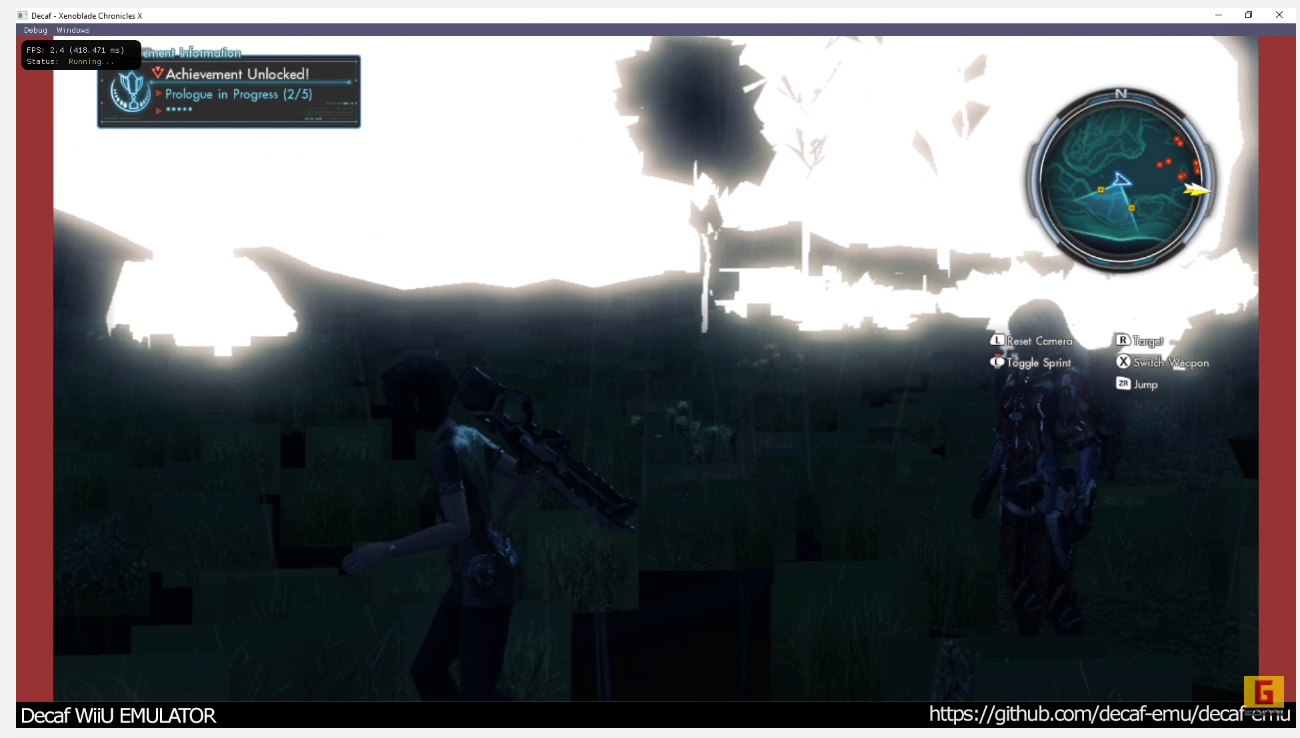 Decaf - Xenoblade Chronicles X
Debug Windows
FPS: 2.4 (418.471 ms)
Status: Running...
Information
Achievement Unlocked!
Prologue in Progress (2/5)
*****
N
L Reset Camera
R Target
L Toggle Sprint
X Switch Weapon
ZR Jump
G
Decaf WiiU EMULATOR
https://github.com/decaf-emu/decaf-emu